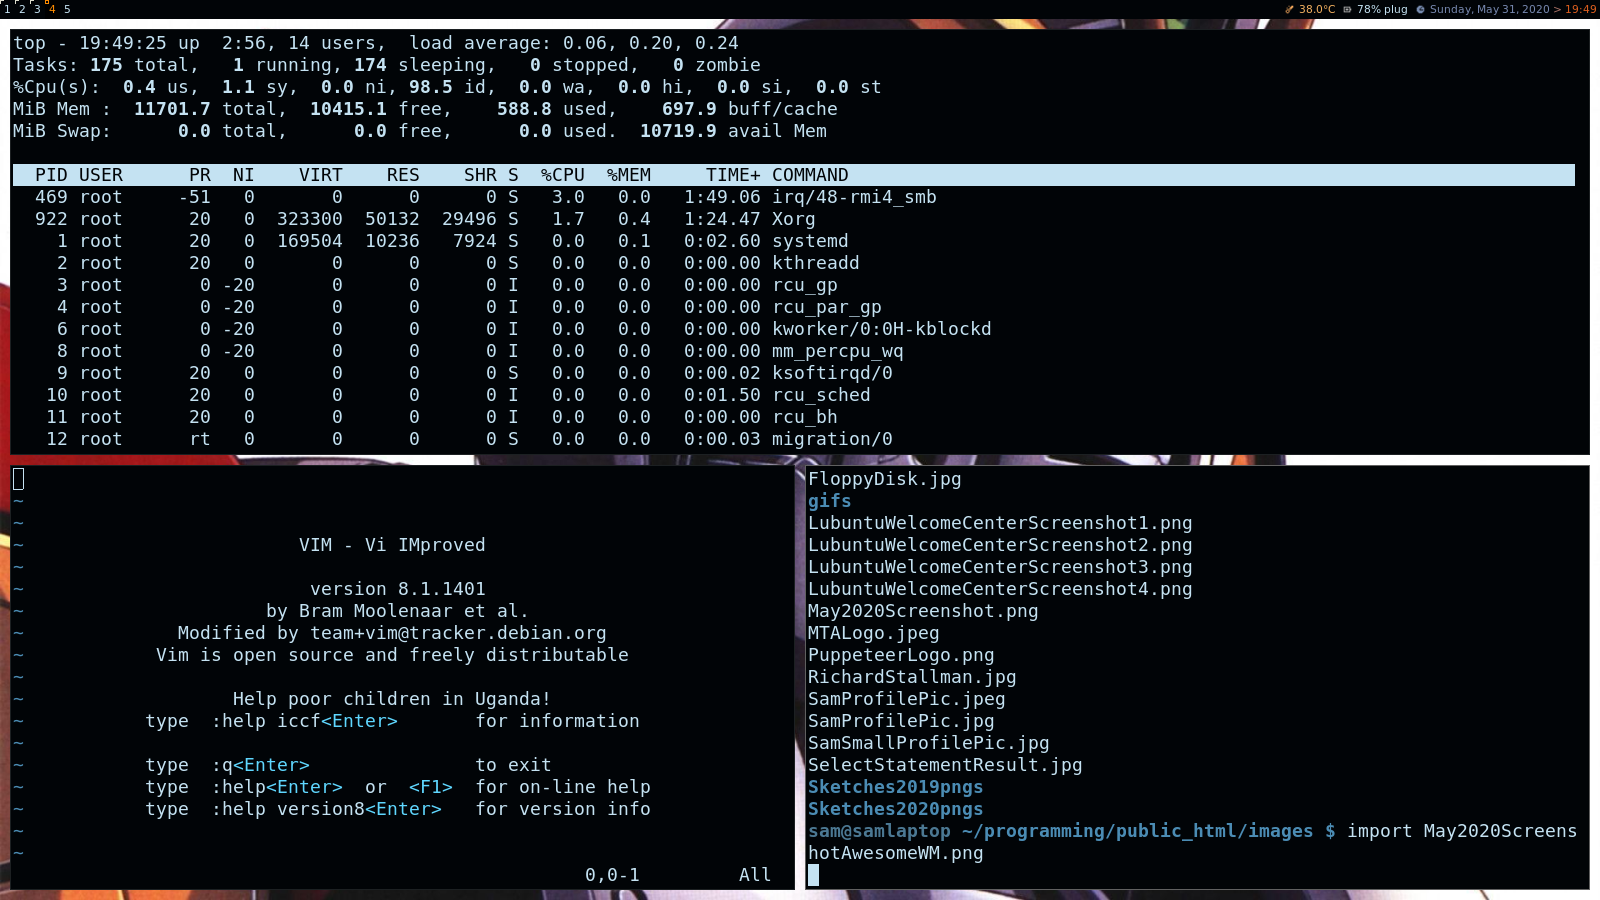 1 2 3 4 5 38.0°C 78% plug Sunday, May 31, 2020 > 19:49
top - 19:49:25 up  2:56, 14 users,  load average: 0.06, 0.20, 0.24
Tasks: 175 total,   1 running, 174 sleeping,   0 stopped,   0 zombie
%Cpu(s):  0.4 us,  1.1 sy,  0.0 ni, 98.5 id,  0.0 wa,  0.0 hi,  0.0 si,  0.0 st
MiB Mem :  11701.7 total,  10415.1 free,    588.8 used,    697.9 buff/cache
MiB Swap:      0.0 total,      0.0 free,      0.0 used.  10719.9 avail Mem
PID USER      PR  NI    VIRT    RES    SHR S  %CPU  %MEM     TIME+ COMMAND
469 root     -51   0       0      0      0 S   3.0   0.0   1:49.06 irq/48-rmi4_smb
922 root      20   0  323300  50132  29496 S   1.7   0.4   1:24.47 Xorg
1 root      20   0  169504  10236   7924 S   0.0   0.1   0:02.60 systemd
2 root      20   0       0      0      0 S   0.0   0.0   0:00.00 kthreadd
3 root       0 -20       0      0      0 I   0.0   0.0   0:00.00 rcu_gp
4 root       0 -20       0      0      0 I   0.0   0.0   0:00.00 rcu_par_gp
6 root       0 -20       0      0      0 I   0.0   0.0   0:00.00 kworker/0:0H-kblockd
8 root       0 -20       0      0      0 I   0.0   0.0   0:00.00 mm_percpu_wq
9 root      20   0       0      0      0 S   0.0   0.0   0:00.02 ksoftirqd/0
10 root      20   0       0      0      0 I   0.0   0.0   0:01.50 rcu_sched
11 root      20   0       0      0      0 I   0.0   0.0   0:00.00 rcu_bh
12 root      rt   0       0      0      0 S   0.0   0.0   0:00.03 migration/0
~
~
~ VIM - Vi IMproved
~
~ version 8.1.1401
~ by Bram Moolenaar et al.
~ Modified by team+vim@tracker.debian.org
~ Vim is open source and freely distributable
~
~ Help poor children in Uganda!
~ type  :help iccf<Enter>       for information
~
~ type  :q<Enter>               to exit
~ type  :help<Enter>  or  <F1>  for on-line help
~ type  :help version8<Enter>   for version info
~
~
0,0-1         All
FloppyDisk.jpg
gifs
LubuntuWelcomeCenterScreenshot1.png
LubuntuWelcomeCenterScreenshot2.png
LubuntuWelcomeCenterScreenshot3.png
LubuntuWelcomeCenterScreenshot4.png
May2020Screenshot.png
MTALogo.jpeg
PuppeteerLogo.png
RichardStallman.jpg
SamProfilePic.jpeg
SamProfilePic.jpg
SamSmallProfilePic.jpg
SelectStatementResult.jpg
Sketches2019pngs
Sketches2020pngs
sam@samlaptop ~/programming/public_html/images $ import May2020Screens
hotAwesomeWM.png